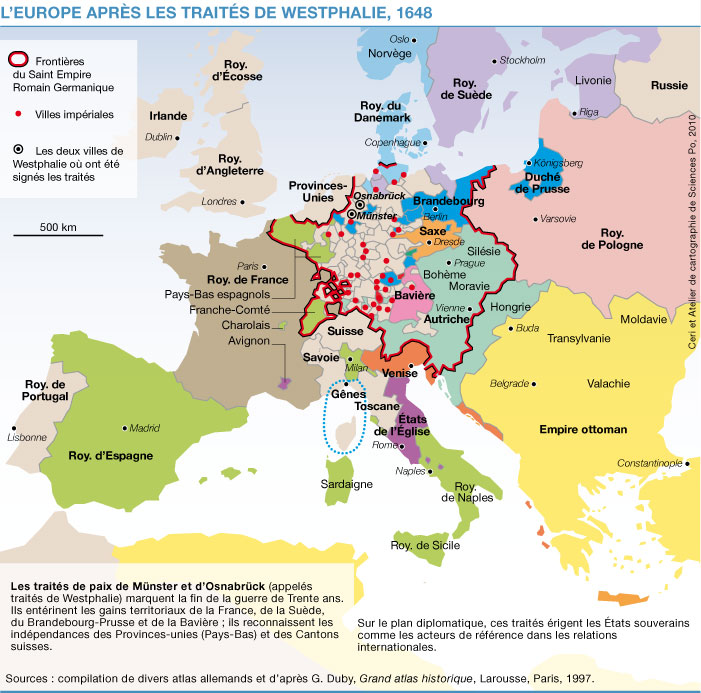 L'EUROPE APRÈS LES TRAITÉS DE WESTPHALIE, 1648
Frontières
du Saint Empire
Romain Germanique
Villes impériales
Les deux villes de
Westphalie où ont été
signés les traités
500 km
Oslo
Norvège
Stockholm
Roy.
de Suède
Livonie
Russie
Riga
Roy.
d'Écosse
Irlande
Dublin
Roy.
d'Angleterre
Londres
Roy. du
Danemark
Copenhague
Königsberg
Duché
de Prusse
Provinces-
Unies
Osnabrück
Münster
Brandebourg
Berlin
Saxe
Dresde
Varsovie
Roy.
de Pologne
Silésie
Prague
Bohême
Moravie
Bavière
Vienne
Autriche
Hongrie
Buda
Moldavie
Transylvanie
Belgrade
Valachie
Empire ottoman
Constantinople
Paris
Roy. de France
Pays-Bas espagnols
Franche-Comté
Charolais
Avignon
Suisse
Savoie
Milan
Venise
Gênes
Toscane
États
de l'Église
Rome
Naples
Roy.
de Naples
Roy. de Sicile
Sardaigne
Roy. de
Portugal
Lisbonne
Madrid
Roy. d'Espagne
Ceri et Atelier de cartographie de Sciences Po, 2010
Les traités de paix de Münster et d'Osnabrück (appelés
traités de Westphalie) marquent la fin de la guerre de Trente ans.
Ils entérinent les gains territoriaux de la France, de la Suède,
du Brandebourg-Prusse et de la Bavière ; ils reconnaissent les
indépendances des Provinces-unies (Pays-Bas) et des Cantons
suisses.
Sur le plan diplomatique, ces traités érigent les États souverains
comme les acteurs de référence dans les relations
internationales.
Sources : compilation de divers atlas allemands et d'après G. Duby, Grand atlas historique, Larousse, Paris, 1997.